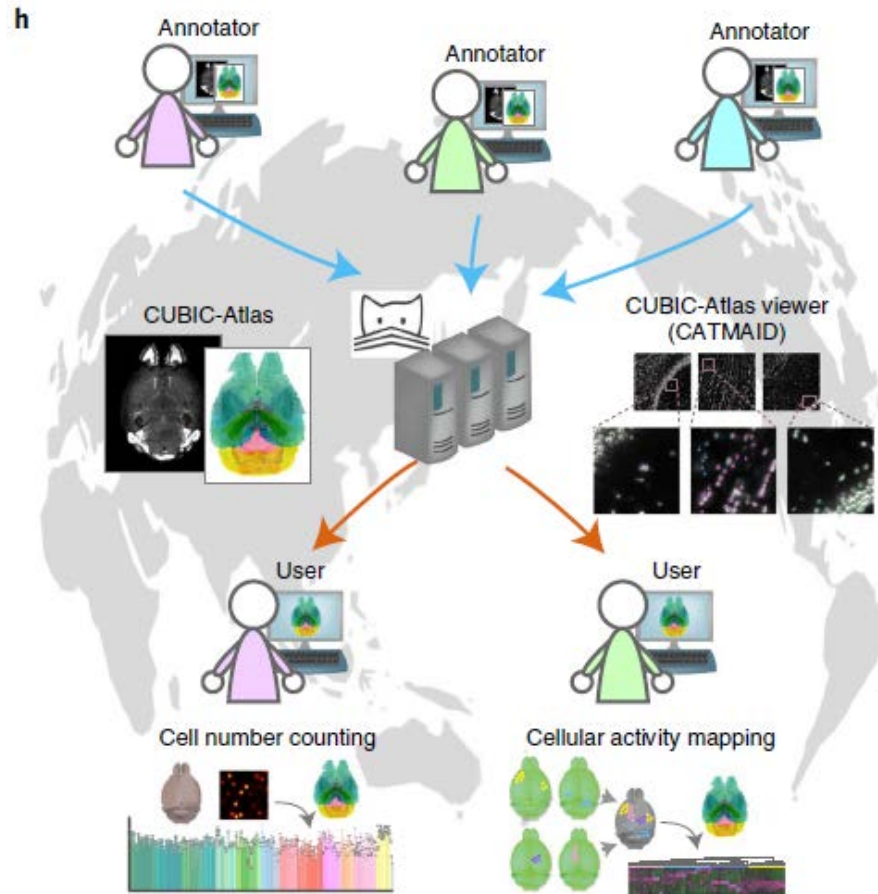 h
Annotator
Annotator
Annotator
CUBIC-Atlas
CUBIC-Atlas viewer
(CATMAID)
User
User
Cell number counting
Cellular activity mapping